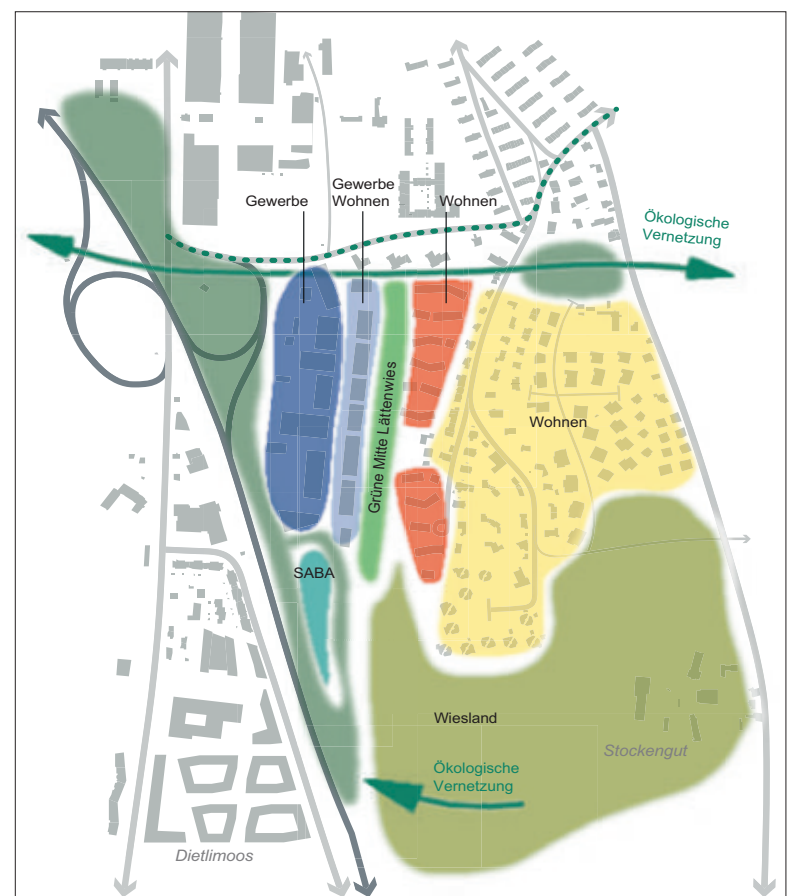 Gewerbe
Gewerbe
Wohnen
Wohnen
Ökologische
Vernetzung
Grüne Mitte Lättenwies
Wohnen
SABA
Wiesland
Stockengut
Ökologische
Vernetzung
Dietlimoos